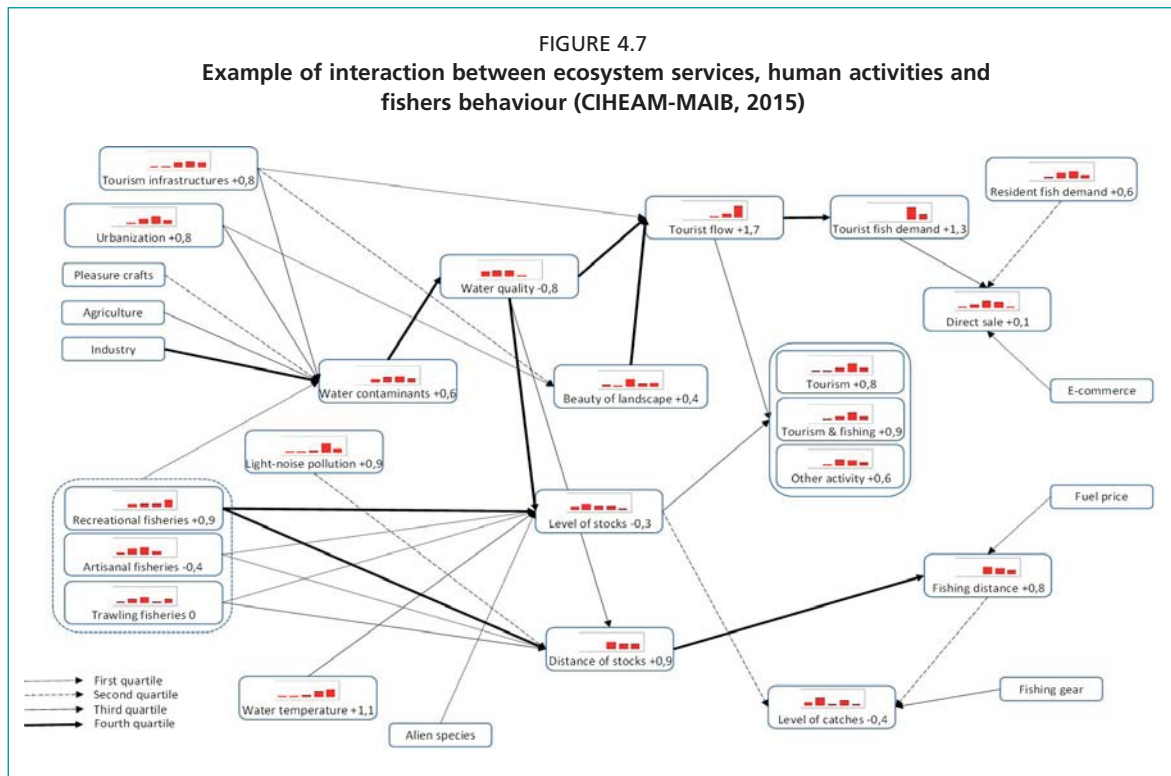 FIGURE 4.7
Example of interaction between ecosystem services, human activities and
fishers behaviour (CIHEAM-MAIB, 2015)
Tourism infrastructures +0,8
Urbanization +0,8
Pleasure crafts
Agriculture
Industry
Water contaminants +0,6
Water quality -0,8
Beauty of landscape +0,4
Tourist flow +1,7
Tourist fish demand +1,3
Resident fish demand +0,6
Direct sale +0,1
E-commerce
Tourism +0,8
Tourism & fishing +0,9
Other activity +0,6
Light-noise pollution +0,9
Recreational fisheries +0,9
Artisanal fisheries -0,4
Trawling fisheries 0
Level of stocks -0,3
Distance of stocks +0,9
Fuel price
Fishing distance +0,8
Fishing gear
Level of catches -0,4
Water temperature +1,1
Alien species
First quartile
Second quartile
Third quartile
Fourth quartile